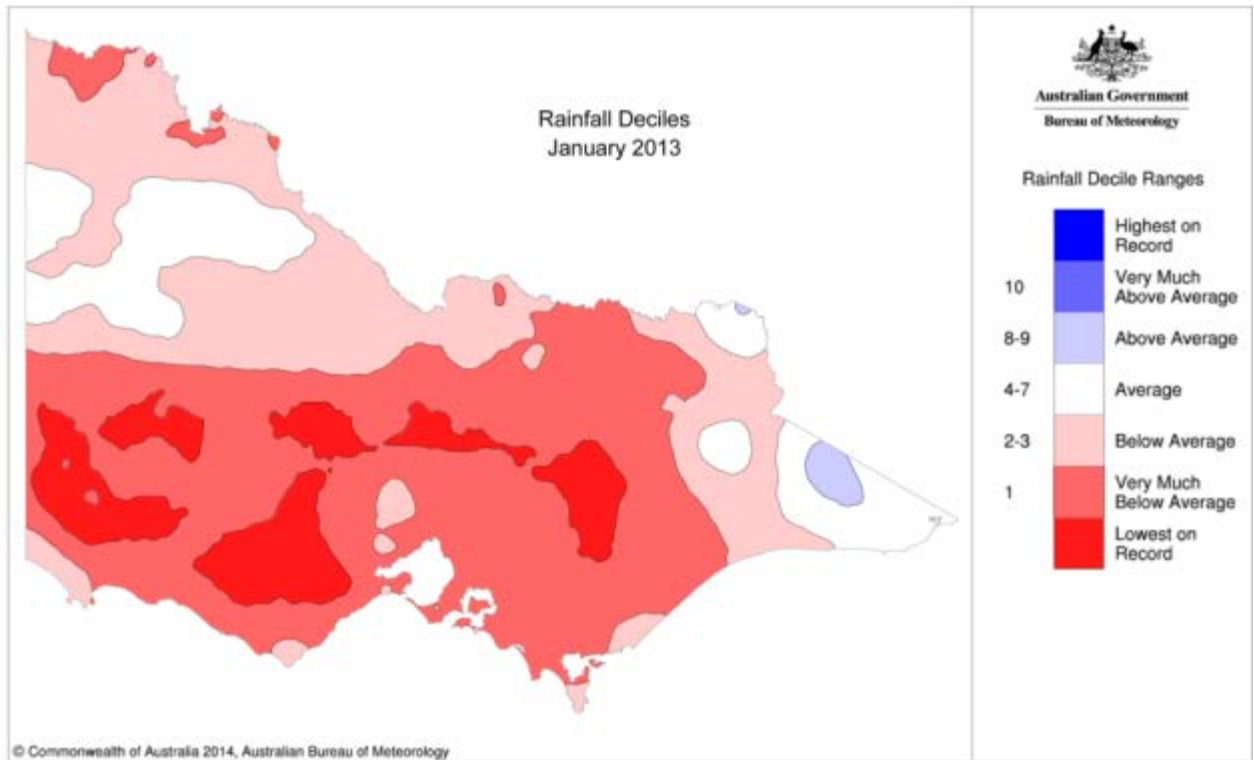 Rainfall Deciles
January 2013
Australian Government
Bureau of Meteorology
Rainfall Decile Ranges
Highest on
Record
10
Very Much
Above Average
8-9
Above Average
4-7
Average
2-3
Below Average
1
Very Much
Below Average
Lowest on
Record
© Commonwealth of Australia 2014, Australian Bureau of Meteorology